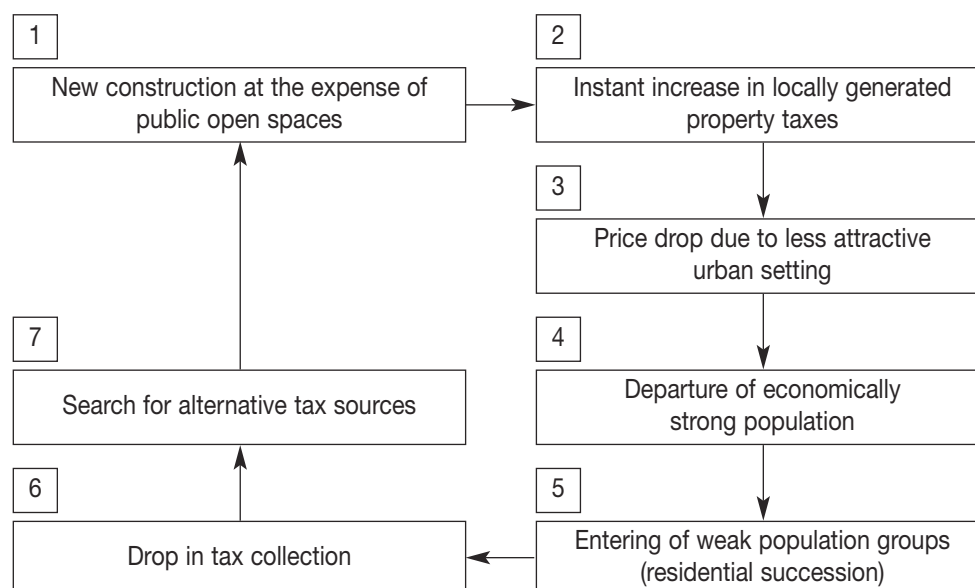 1
New construction at the expense of
public open spaces
2
Instant increase in locally generated
property taxes
3
Price drop due to less attractive
urban setting
4
Departure of economically
strong population
5
Entering of weak population groups
(residential succession)
6
Drop in tax collection
7
Search for alternative tax sources